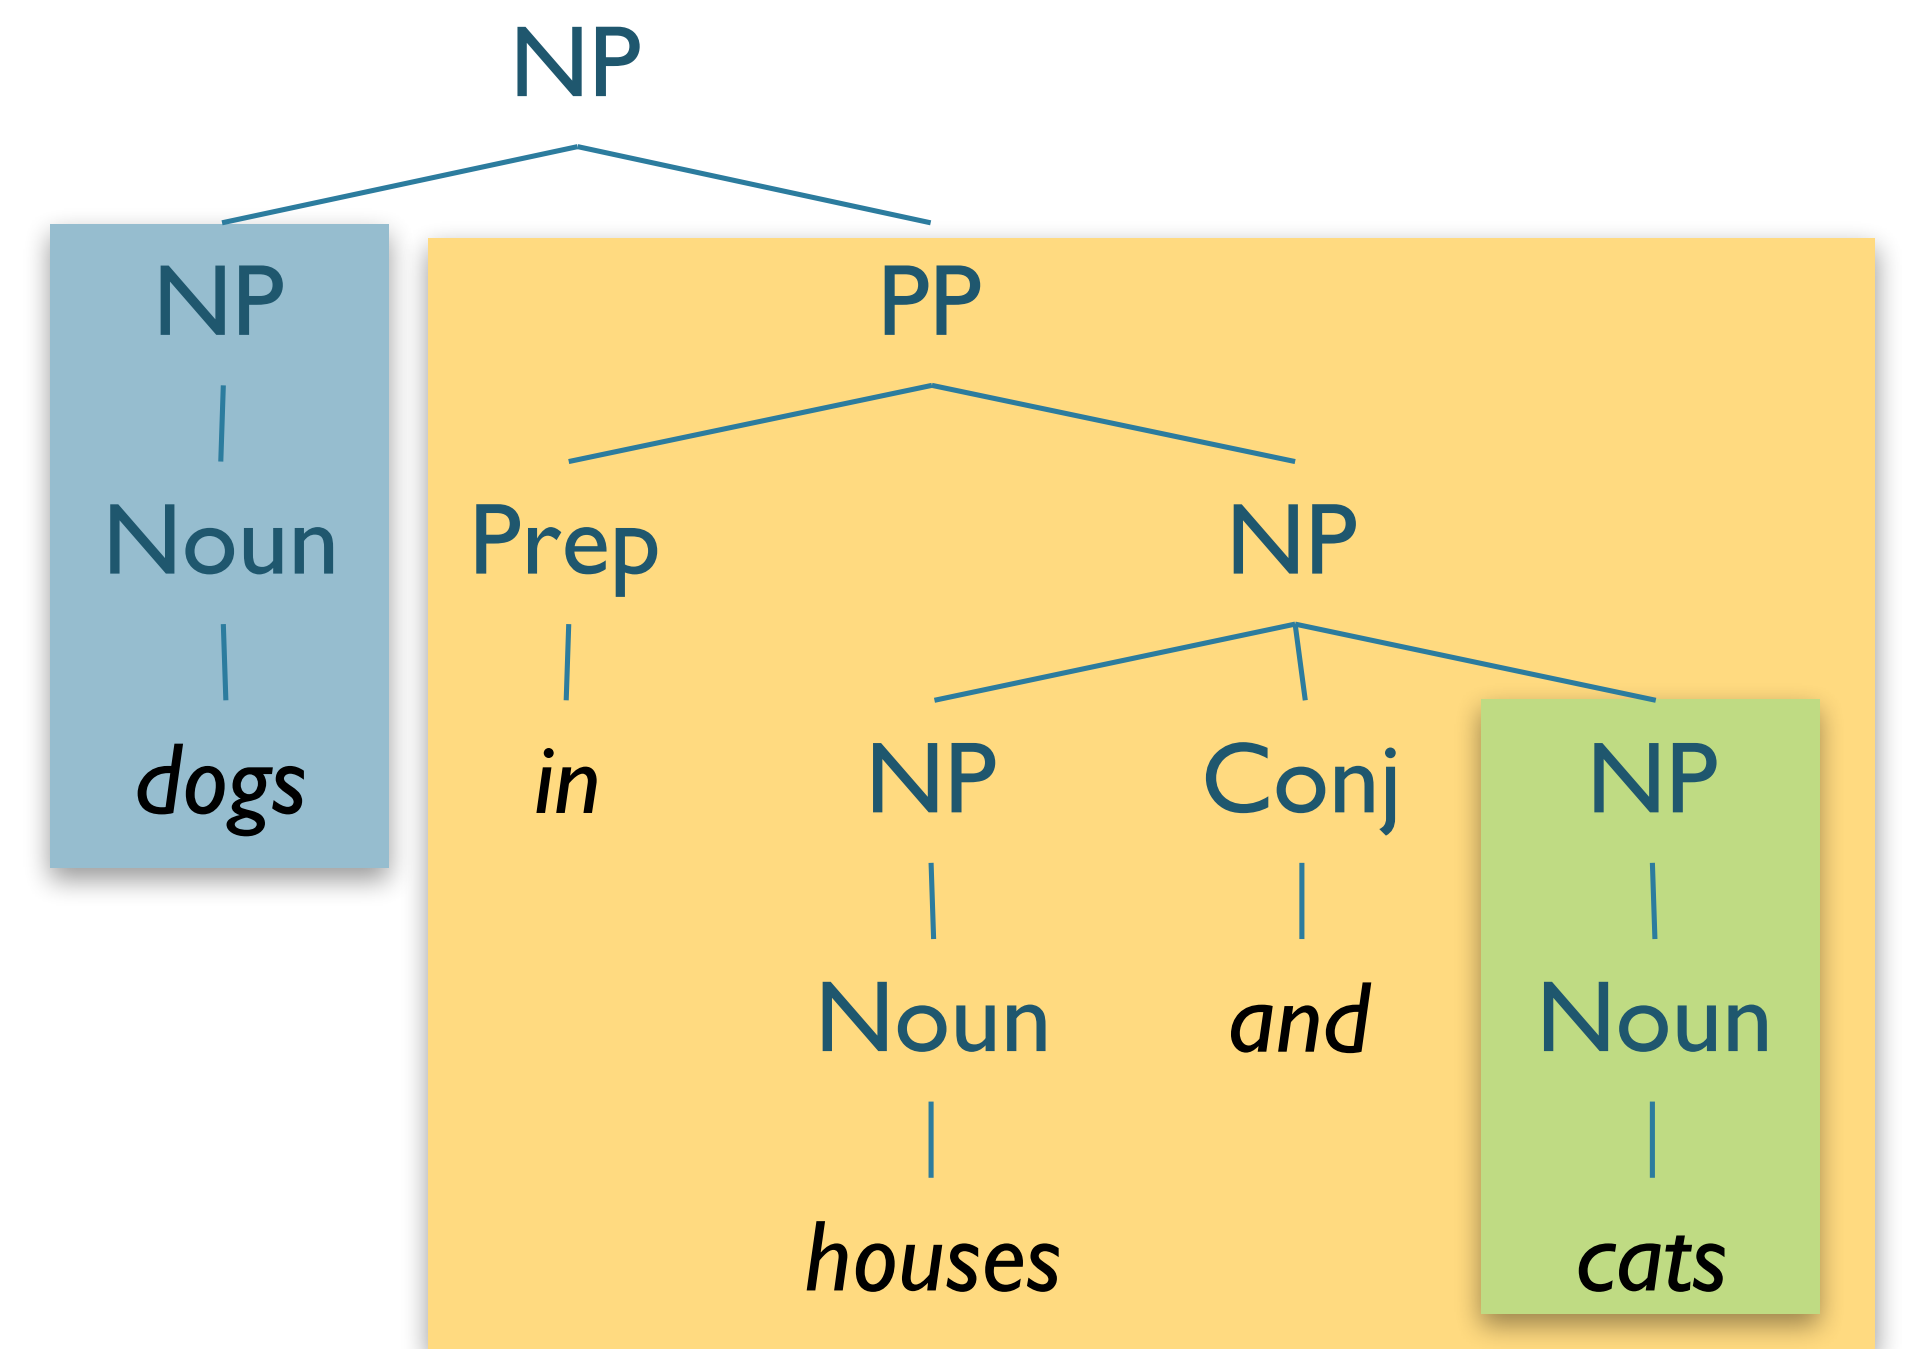 NP
NP PP
Noun Prep NP
dogs in NP Conj NP
Noun and Noun
houses cats